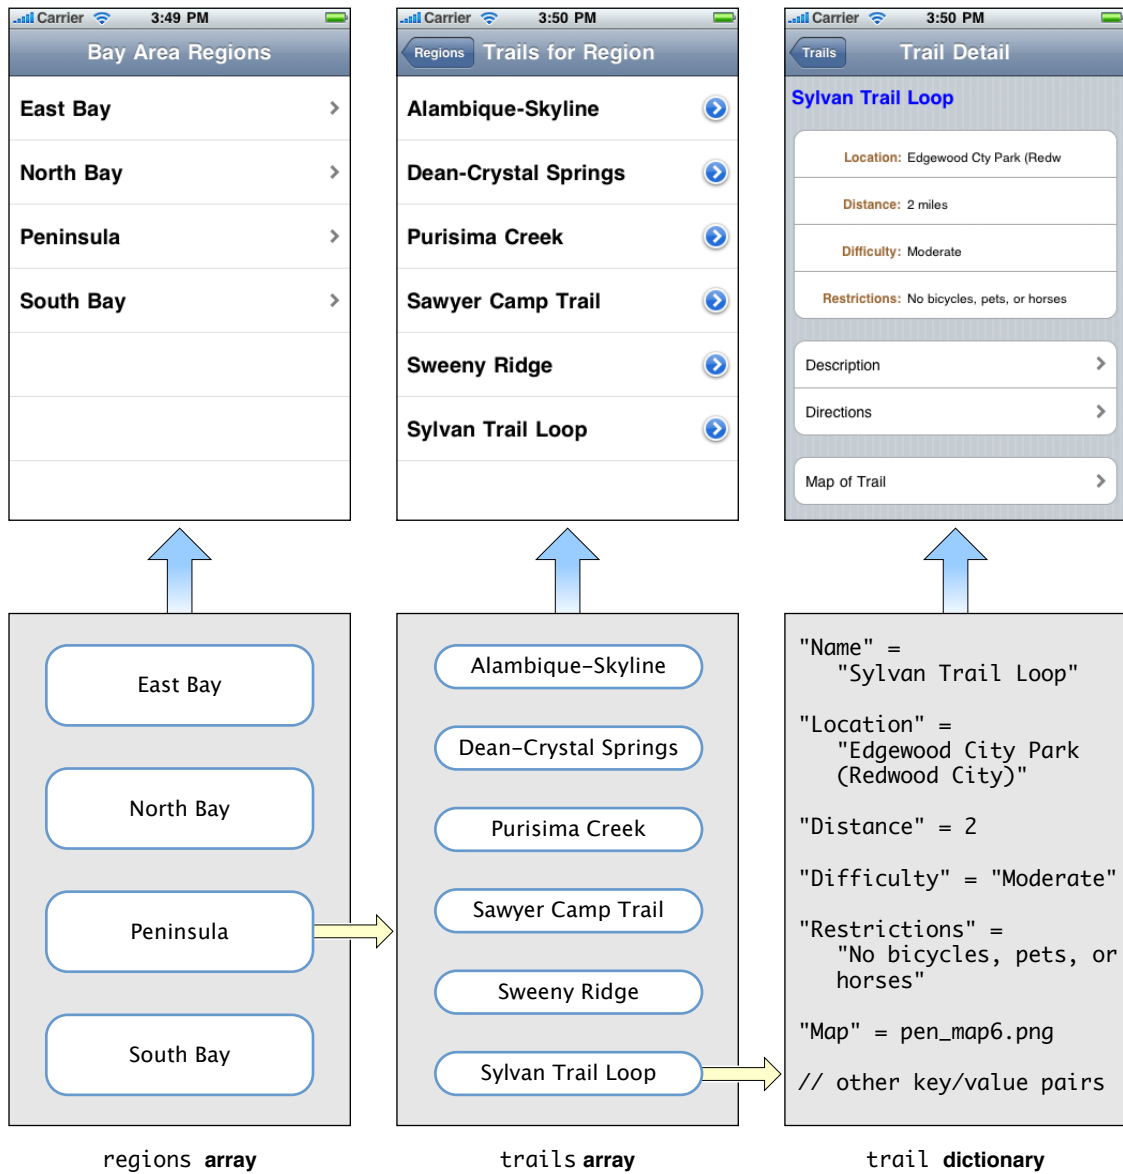 Carrier 3:49 PM
Bay Area Regions
East Bay
North Bay
Peninsula
South Bay
Carrier 3:50 PM
Regions Trails for Region
Alambique-Skyline
Dean-Crystal Springs
Purisima Creek
Sawyer Camp Trail
Sweeny Ridge
Sylvan Trail Loop
Carrier 3:50 PM
Trails Trail Detail
Sylvan Trail Loop
Location: Edgewood Cty Park (Redw
Distance: 2 miles
Difficulty: Moderate
Restrictions: No bicycles, pets, or horses
Description
Directions
Map of Trail
East Bay
North Bay
Peninsula
South Bay
regions array
Alambique-Skyline
Dean-Crystal Springs
Purisima Creek
Sawyer Camp Trail
Sweeny Ridge
Sylvan Trail Loop
trails array
"Name" =
"Sylvan Trail Loop"
"Location" =
"Edgewood City Park
(Redwood City)"
"Distance" = 2
"Difficulty" = "Moderate"
"Restrictions" =
"No bicycles, pets, or
horses"
"Map" = pen_map6.png
// other key/value pairs
trail dictionary